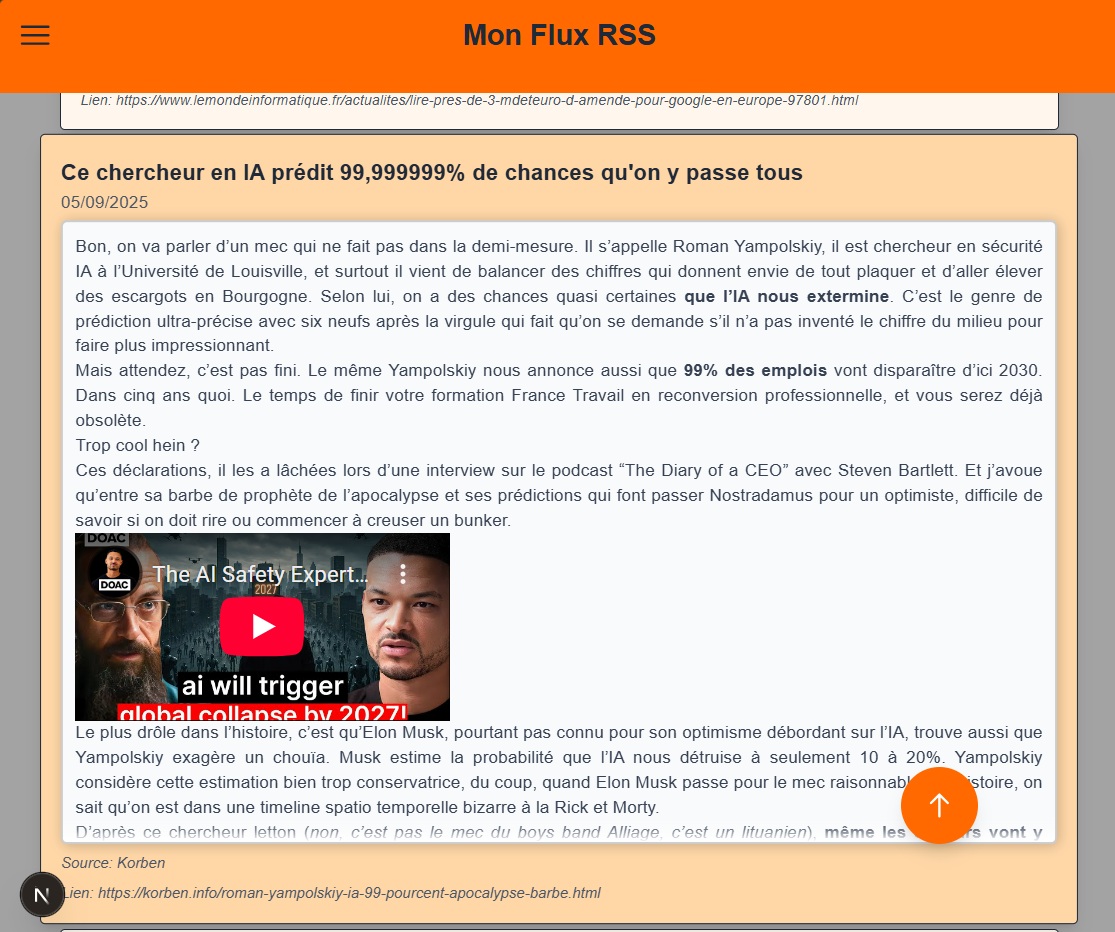 Mon Flux RSS
Lien: https://www.lemondeinformatique.fr/actualites/lire-pres-de-3-mdeteuro-d-amende-pour-google-en-europe-97801.html
Ce chercheur en IA prédit 99,999999% de chances qu'on y passe tous
05/09/2025
Bon, on va parler d’un mec qui ne fait pas dans la demi-mesure. Il s’appelle Roman Yampolskiy, il est chercheur en sécurité
IA à l’Université de Louisville, et surtout il vient de balancer des chiffres qui donnent envie de tout plaquer et d’aller élever
des escargots en Bourgogne. Selon lui, on a des chances quasi certaines que l’IA nous extermine. C’est le genre de
prédiction ultra-précise avec six neufs après la virgule qui fait qu’on se demande s’il n’a pas inventé le chiffre du milieu pour
faire plus impressionnant.
Mais attendez, c’est pas fini. Le même Yampolskiy nous annonce aussi que 99% des emplois vont disparaître d’ici 2030.
Dans cinq ans quoi. Le temps de finir votre formation France Travail en reconversion professionnelle, et vous serez déjà
obsolète.
Trop cool hein ?
Ces déclarations, il les a lâchées lors d’une interview sur le podcast “The Diary of a CEO” avec Steven Bartlett. Et j’avoue
qu’entre sa barbe de prophète de l’apocalypse et ses prédictions qui font passer Nostradamus pour un optimiste, difficile de
savoir si on doit rire ou commencer à creuser un bunker.
DOAC
DOAC
The AI Safety Expert...
2027
ai will trigger
global collapse by 2027!
Le plus drôle dans l’histoire, c’est qu’Elon Musk, pourtant pas connu pour son optimisme débordant sur l’IA, trouve aussi que
Yampolskiy exagère un chouïa. Musk estime la probabilité que l’IA nous détruise à seulement 10 à 20%. Yampolskiy
considère cette estimation bien trop conservatrice, du coup, quand Elon Musk passe pour le mec raisonnab istoire, on
sait qu’on est dans une timeline spatio temporelle bizarre à la Rick et Morty.
D’après ce chercheur letton (non, c’est pas le mec du boys band Alliage, c’est un lituanien), même les rs vont y
Source: Korben
Lien: https://korben.info/roman-yampolskiy-ia-99-pourcent-apocalypse-barbe.html
N